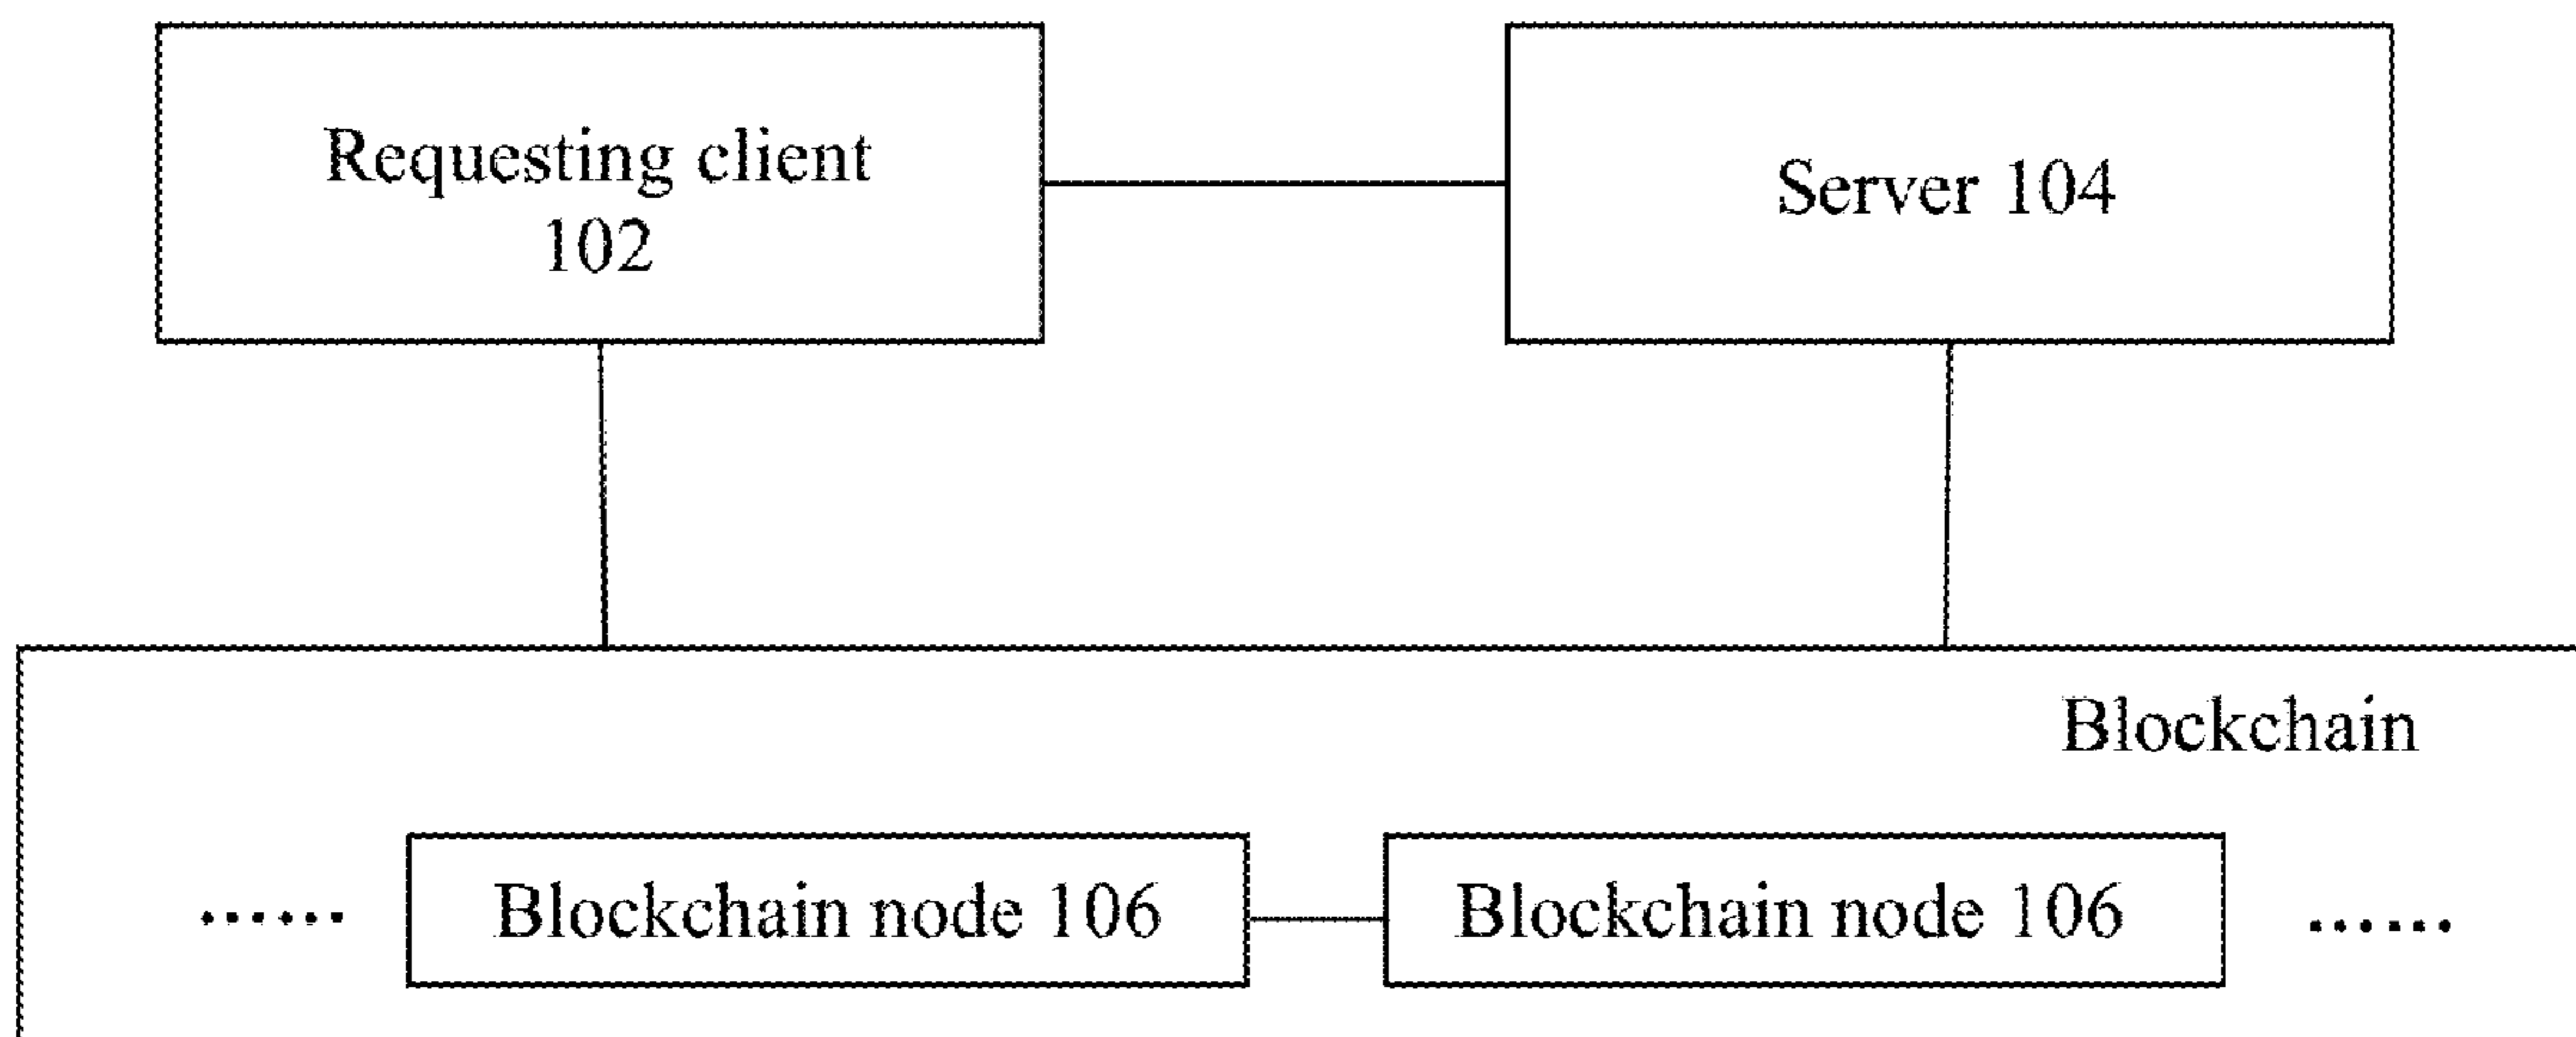 Requesting client
102
Server 104
Blockchain
...... Blockchain node 106 Blockchain node 106 ......